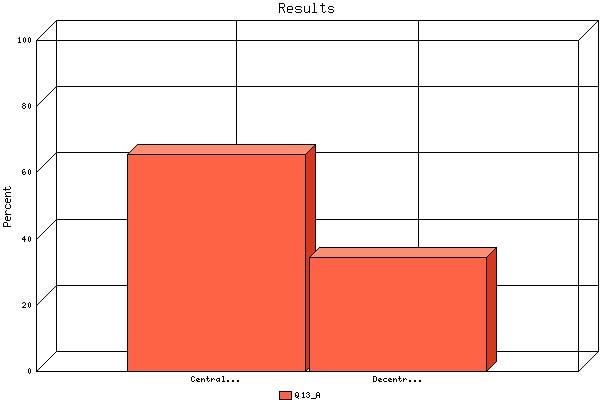 Results
100
80
60
40
20
0
Percent
Central...
Decentr...
Q13_A